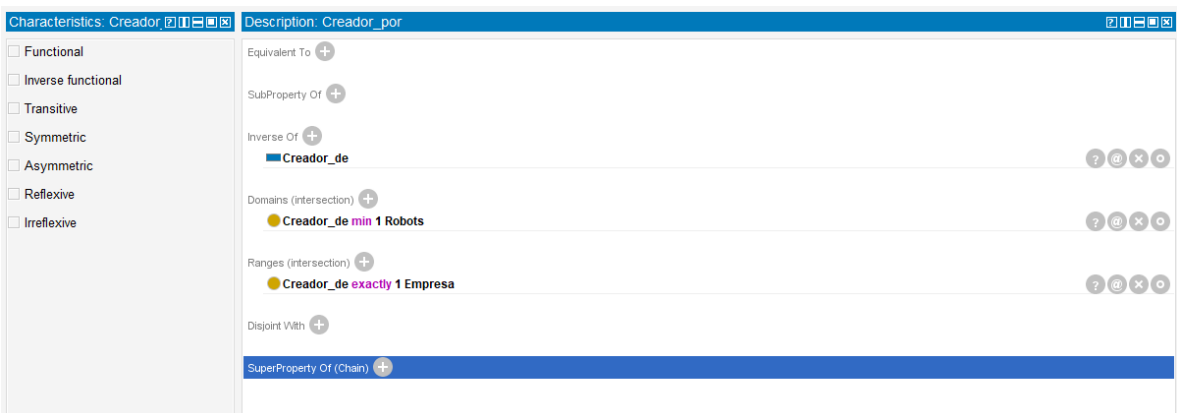 Characteristics: Creador_
Description: Creador_por
Functional
Inverse functional
Transitive
Symmetric
Asymmetric
Reflexive
Irreflexive
Equivalent To
SubProperty Of
Inverse Of
Creador_de
Domains (intersection)
Creador_de min 1 Robots
Ranges (intersection)
Creador_de exactly 1 Empresa
Disjoint With
SuperProperty Of (Chain)